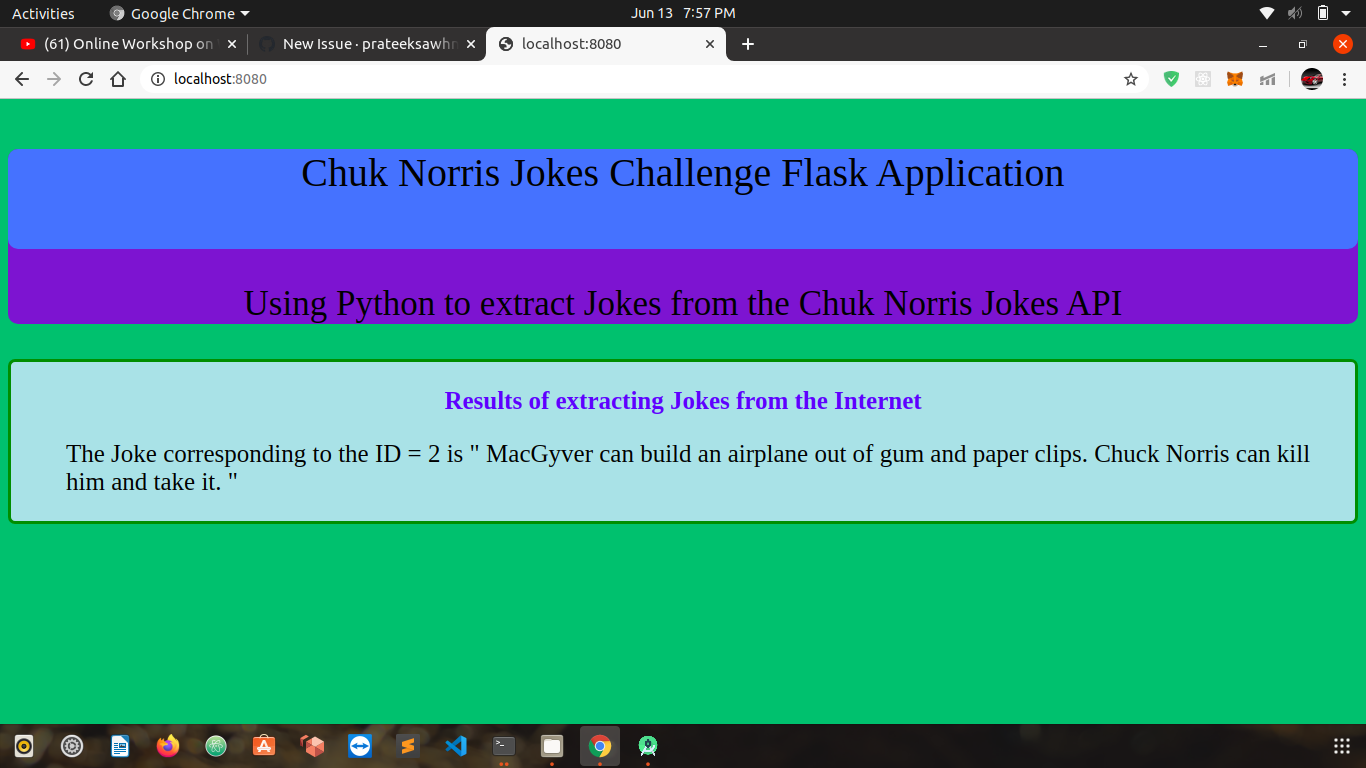 Activities Google Chrome Jun 13 7:57 PM
(61) Online Workshop on New Issue · prateeksawhn localhost:8080
localhost:8080
Chuk Norris Jokes Challenge Flask Application
Using Python to extract Jokes from the Chuk Norris Jokes API
Results of extracting Jokes from the Internet
The Joke corresponding to the ID = 2 is " MacGyver can build an airplane out of gum and paper clips. Chuck Norris can kill
him and take it. "